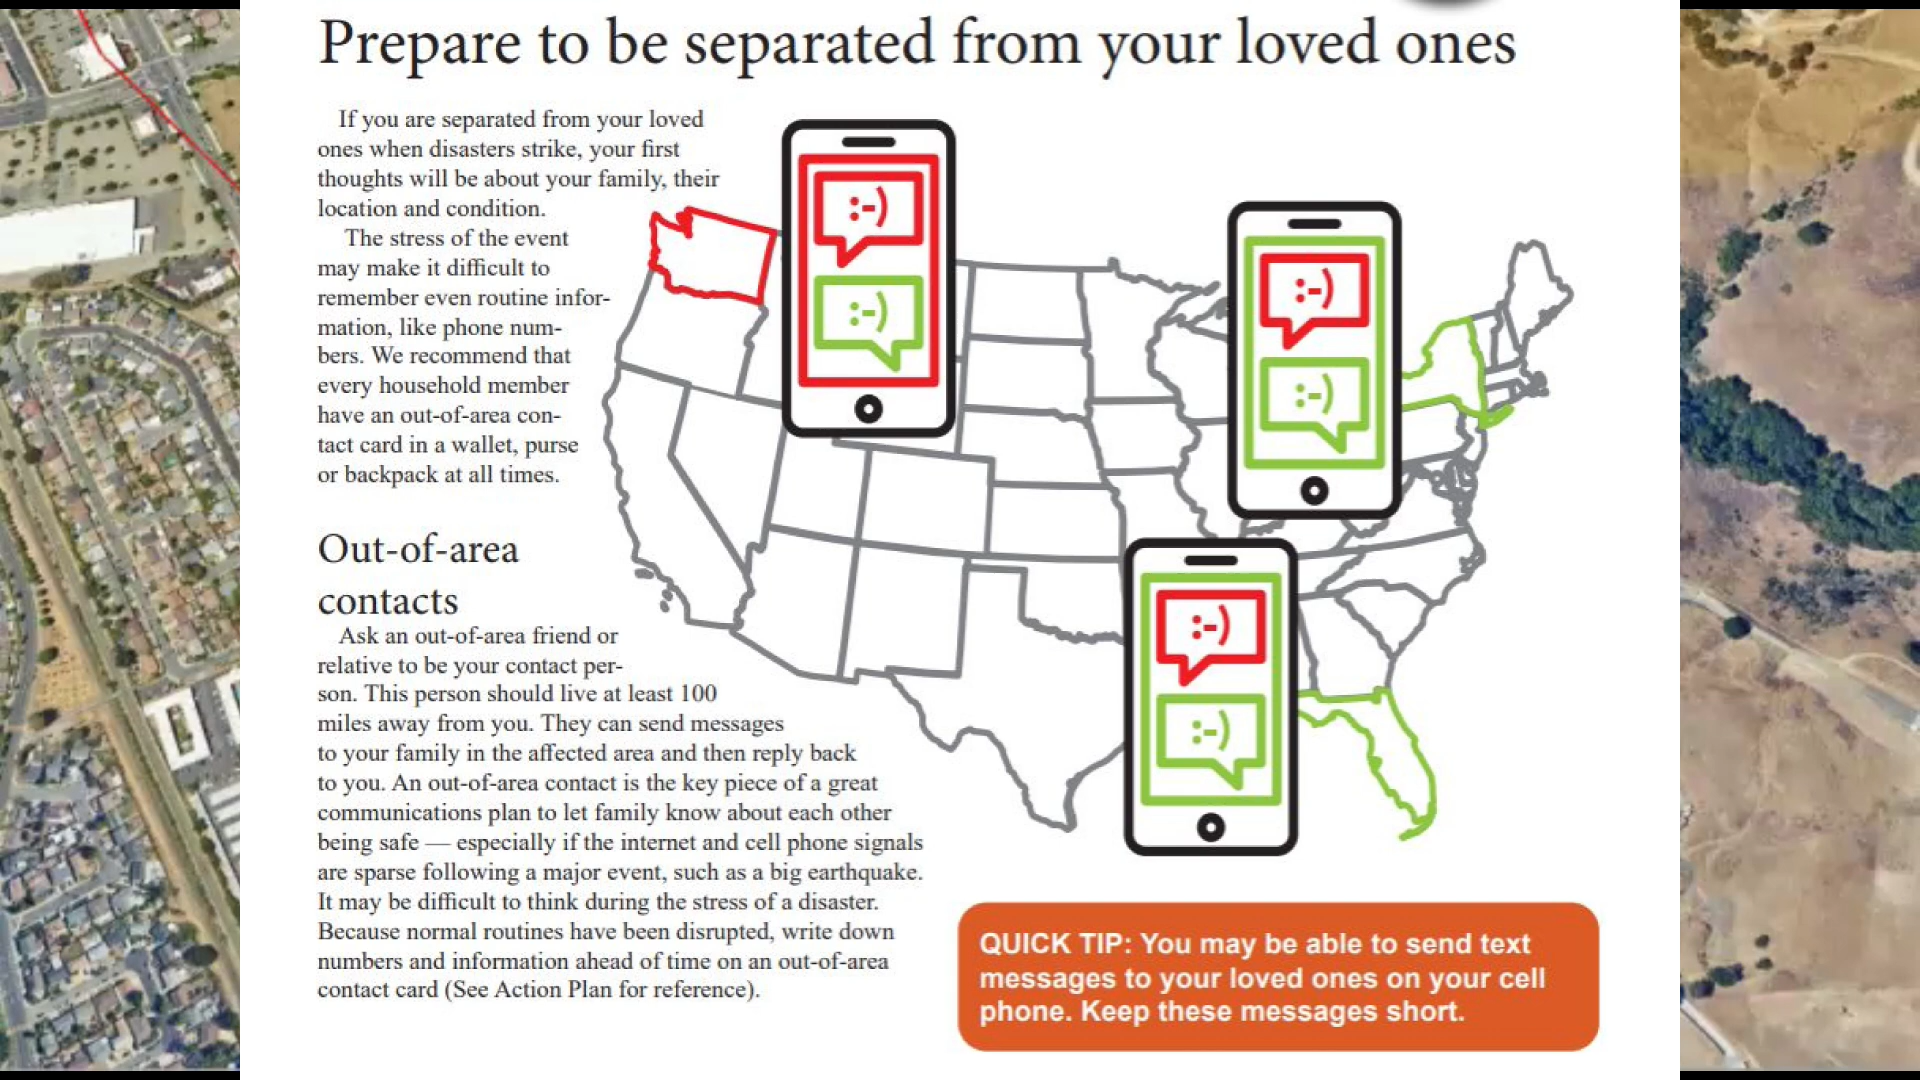 Prepare to be separated from your loved ones
If you are separated from your loved
ones when disasters strike, your first
thoughts will be about your family, their
location and condition.
The stress of the event
may make it difficult to
remember even routine infor-
mation, like phone num-
bers. We recommend that
every household member
have an out-of-area con-
tact card in a wallet, purse
or backpack at all times.
Out-of-area
contacts
Ask an out-of-area friend or
relative to be your contact per-
son. This person should live at least 100
miles away from you. They can send messages
to your family in the affected area and then reply back
to you. An out-of-area contact is the key piece of a great
communications plan to let family know about each other
being safe — especially if the internet and cell phone signals
are sparse following a major event, such as a big earthquake.
It may be difficult to think during the stress of a disaster.
Because normal routines have been disrupted, write down
numbers and information ahead of time on an out-of-area
contact card (See Action Plan for reference).
:-)
:-)
:-)
:-)
:-)
:-)
QUICK TIP: You may be able to send text
messages to your loved ones on your cell
phone. Keep these messages short.